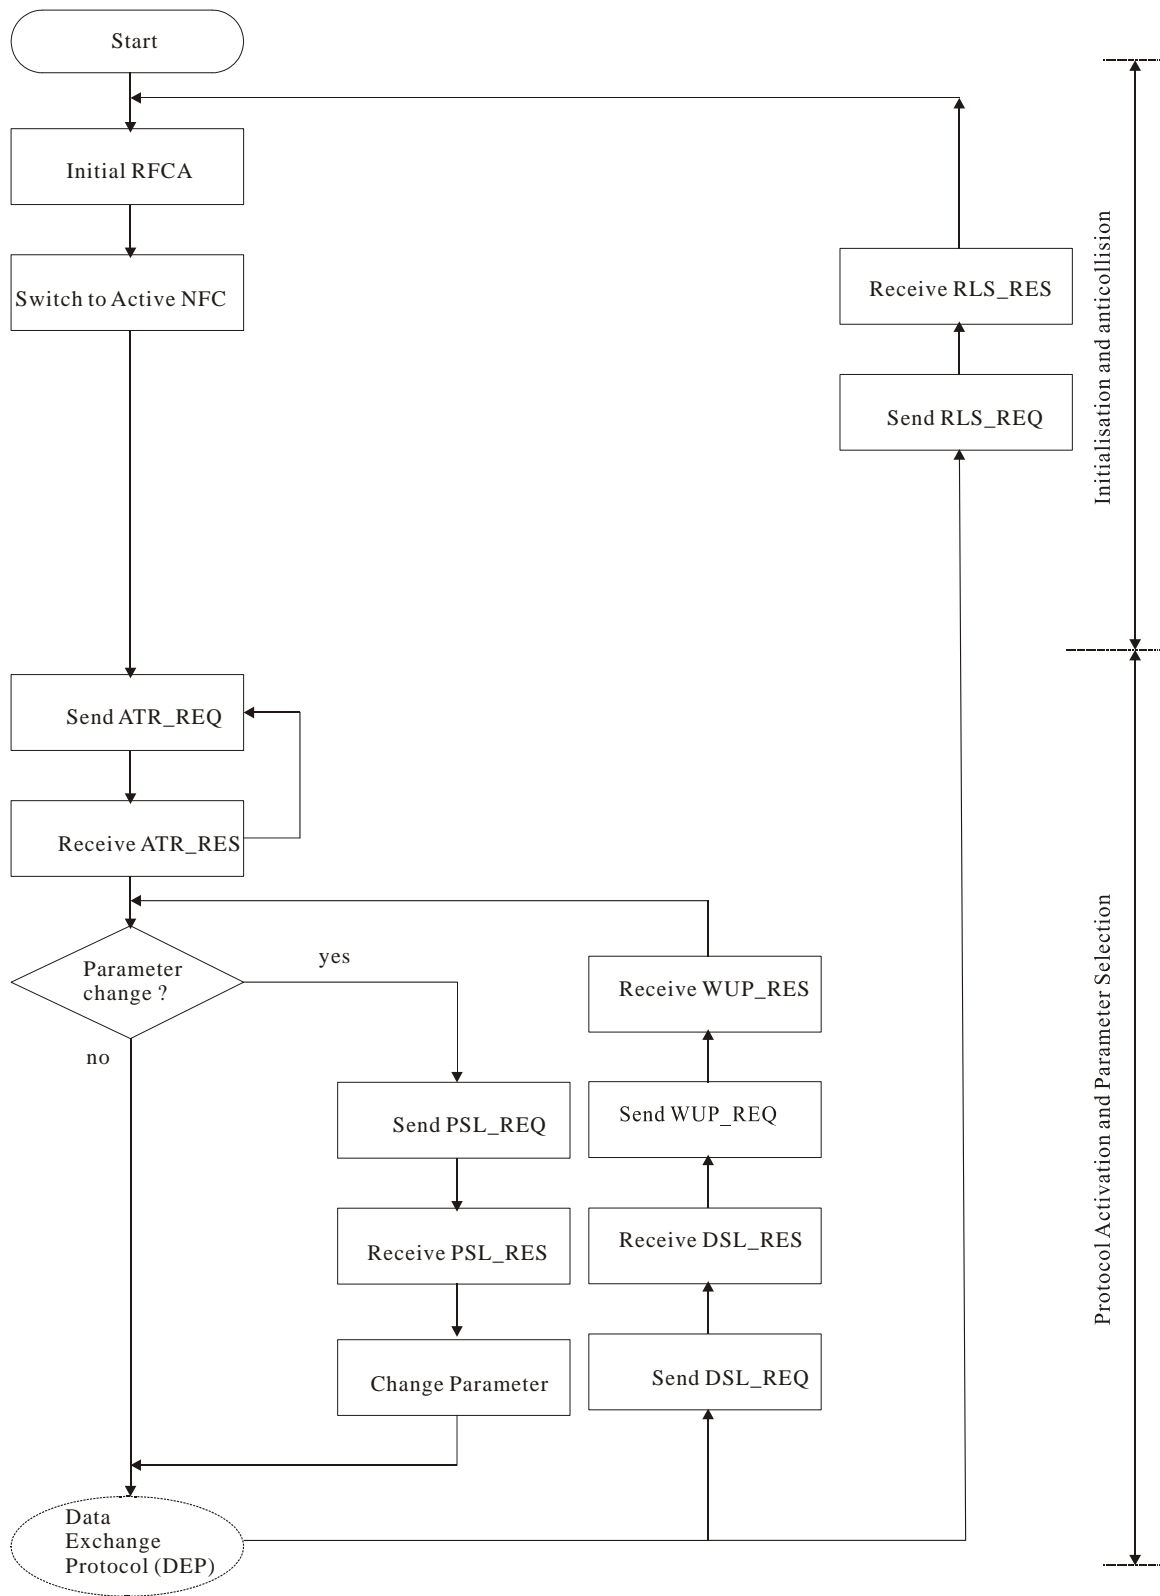 Start
Initial RFCA
Switch to Active NFC
Receive RLS_RES
Send RLS_REQ
Initialisation and anticollision
Send ATR_REQ
Receive ATR_RES
Parameter
change ?
yes
no
Receive WUP_RES
Send PSL_REQ
Send WUP_REQ
Receive PSL_RES
Receive DSL_RES
Change Parameter
Send DSL_REQ
Protocol Activation and Parameter Selection
Data
Exchange
Protocol (DEP)